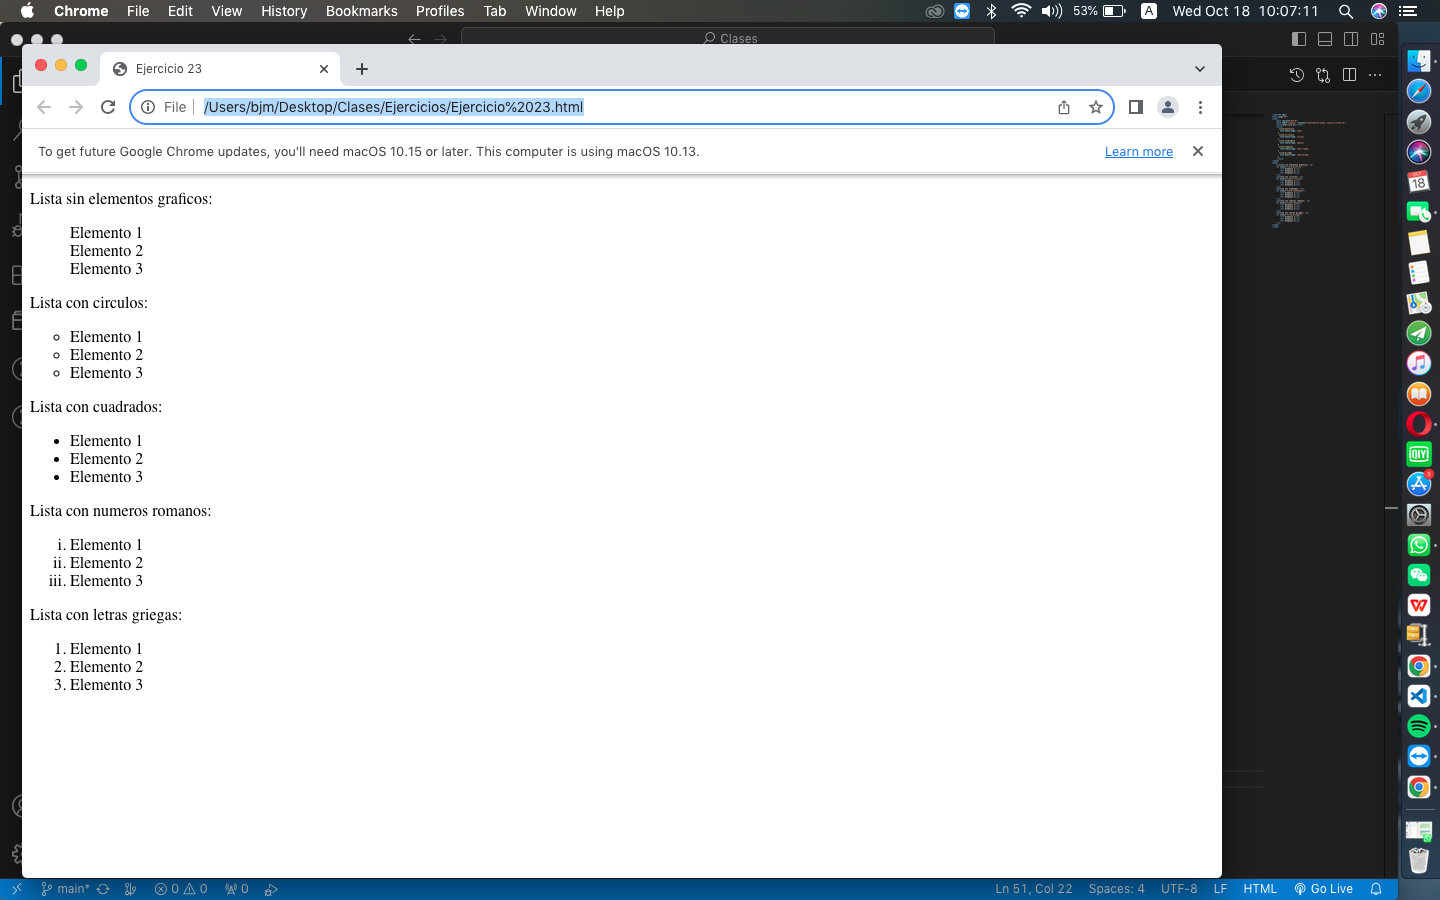 Chrome File Edit View History Bookmarks Profiles Tab Window Help 53% A Wed Oct 18 10:07:11
Clases
Ejercicio 23
File /Users/bjm/Desktop/Clases/Ejercicios/Ejercicio%2023.html
To get future Google Chrome updates, you'll need macOS 10.15 or later. This computer is using macOS 10.13. Learn more
Lista sin elementos graficos:
Elemento 1
Elemento 2
Elemento 3
Lista con circulos:
Elemento 1
Elemento 2
Elemento 3
Lista con cuadrados:
Elemento 1
Elemento 2
Elemento 3
Lista con numeros romanos:
i. Elemento 1
ii. Elemento 2
iii. Elemento 3
Lista con letras griegas:
1. Elemento 1
2. Elemento 2
3. Elemento 3
main* 0 0 0 Ln 51, Col 22 Spaces: 4 UTF-8 LF HTML Go Live
OCT
18
iQIY